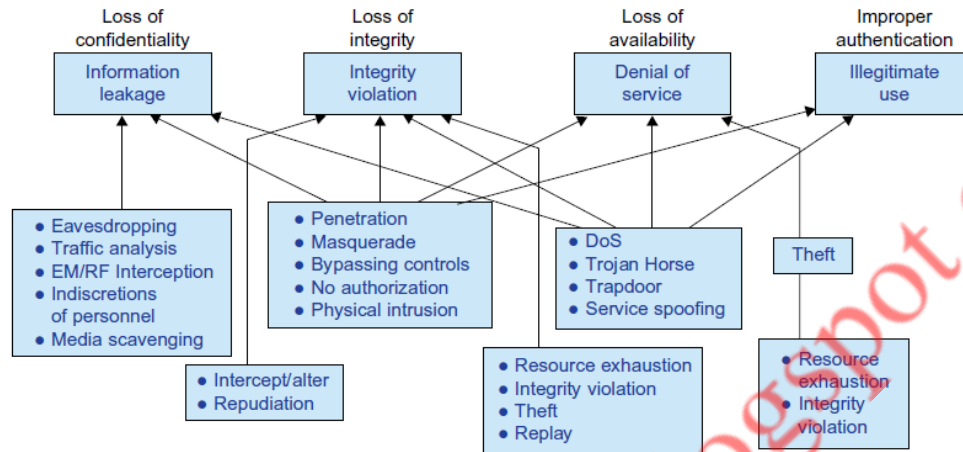 Loss of
confidentiality
Loss of
integrity
Loss of
availability
Improper
authentication
Information
leakage
Integrity
violation
Denial of
service
Illegitimate
use
● Eavesdropping
● Traffic analysis
● EM/RF Interception
● Indiscretions
of personnel
● Media scavenging
● Penetration
● Masquerade
● Bypassing controls
● No authorization
● Physical intrusion
● DoS
● Trojan Horse
● Trapdoor
● Service spoofing
Theft
● Intercept/alter
● Repudiation
● Resource exhaustion
● Integrity violation
● Theft
● Replay
● Resource
exhaustion
● Integrity
violation
ogspot.